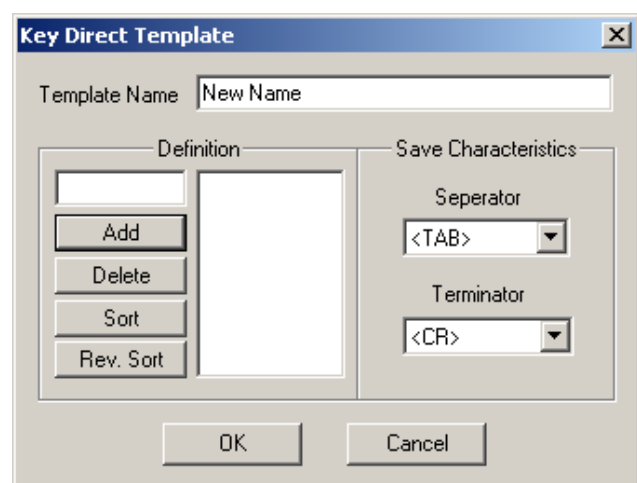 Key Direct Template
Template Name New Name
Definition
Add
Delete
Sort
Rev. Sort
Save Characteristics
Seperator
<TAB>
Terminator
<CR>
OK Cancel